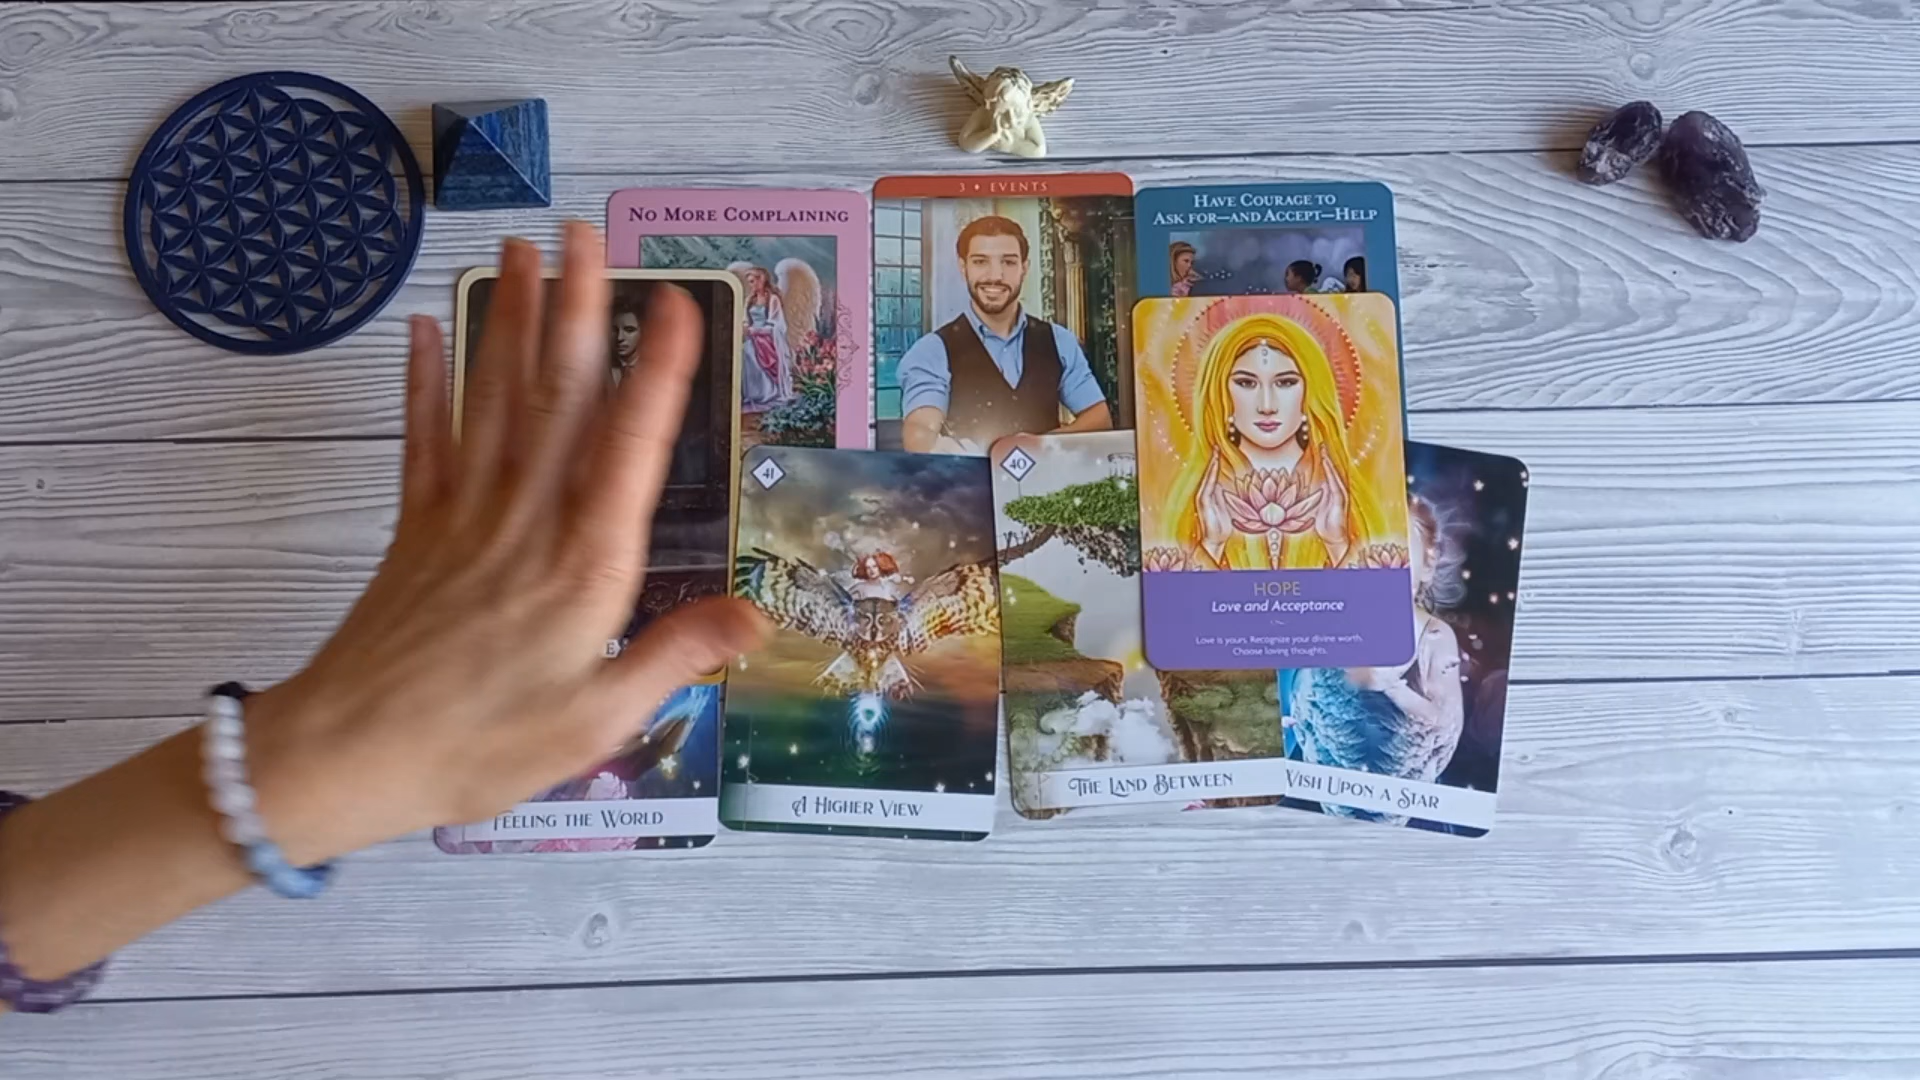 No More Complaining
3 • EVENTS
Have Courage to
Ask for—and Accept—Help
41
40
HOPE
Love and Acceptance
Love is yours. Recognize your divine worth.
Choose loving thoughts.
Feeling the World
A Higher View
The Land Between
Wish Upon a Star